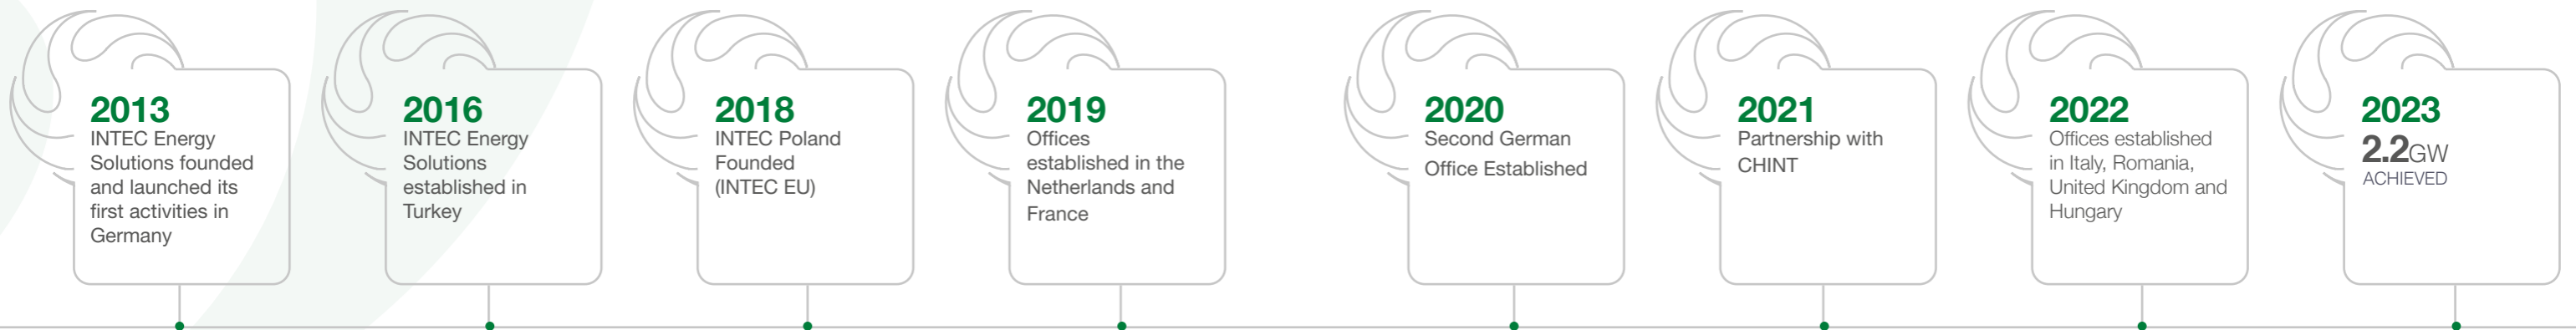 2013
INTEC Energy
Solutions founded
and launched its
first activities in
Germany
2016
INTEC Energy
Solutions
established in
Turkey
2018
INTEC Poland
Founded
(INTEC EU)
2019
Offices
established in the
Netherlands and
France
2020
Second German
Office Established
2021
Partnership with
CHINT
2022
Offices established
in Italy, Romania,
United Kingdom and
Hungary
2023
2.2GW
ACHIEVED